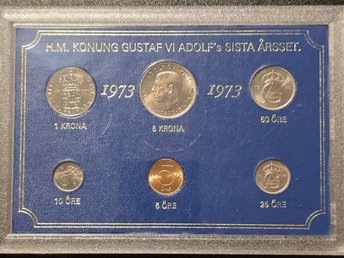 H.M. KONUNG GUSTAF VI ADOLF's SISTA ÅRSSET.
1973 1973
1 KRONA 5 KRONA 50 ÖRE
10 ÖRE 5 ÖRE 25 ÖRE